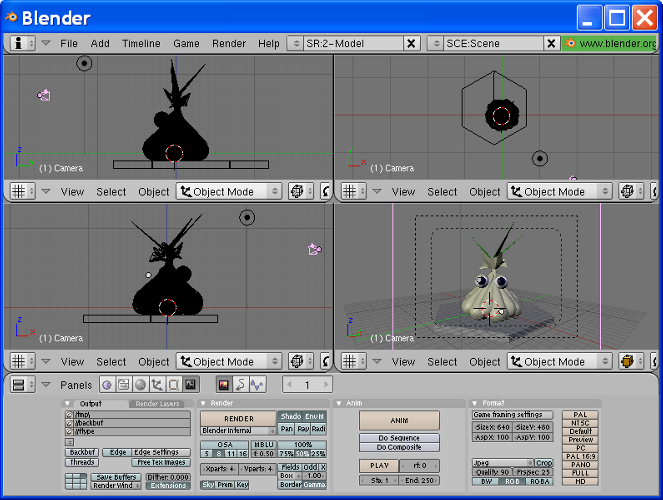 Blender
File Add Timeline Game Render Help SR:2-Model SCE:Scene www.blender.org
z
(1) Camera
x
(1) Camera
View Select Object Object Mode View Select Object Object Mode
z
x
(1) Camera
(1) Camera
View Select Object Object Mode View Select Object Object Mode
Panels 1
Output Render Layers Render Anim Format
/tmp\
//backbuf
//ftype
Backbuf Edge Edge Settings
Threads Free Tex Images
Save Buffers Dither: 0.000
Render Wind Extensions
RENDER Shado EnvM
Blender Internal Pan Ray Radi
OSA MBLU 100%
5 8 11 16 Bf: 0.50 75% 50% 25%
Xparts: 4 Yparts: 4 Fields Odd X
Box 1.00
Sky Prem Key Border Gamma
ANIM
Do Sequence
Do Composite
PLAY rt: 0
Sta: 1 End: 250
Game framing settings
SizeX: 640 SizeY: 480
AspX: 100 AspY: 100
Jpeg Crop
Quality: 90 Frs/sec: 25
BW RGB RGBA
PAL
NTSC
Default
Preview
PC
PAL 16:9
PANO
FULL
HD